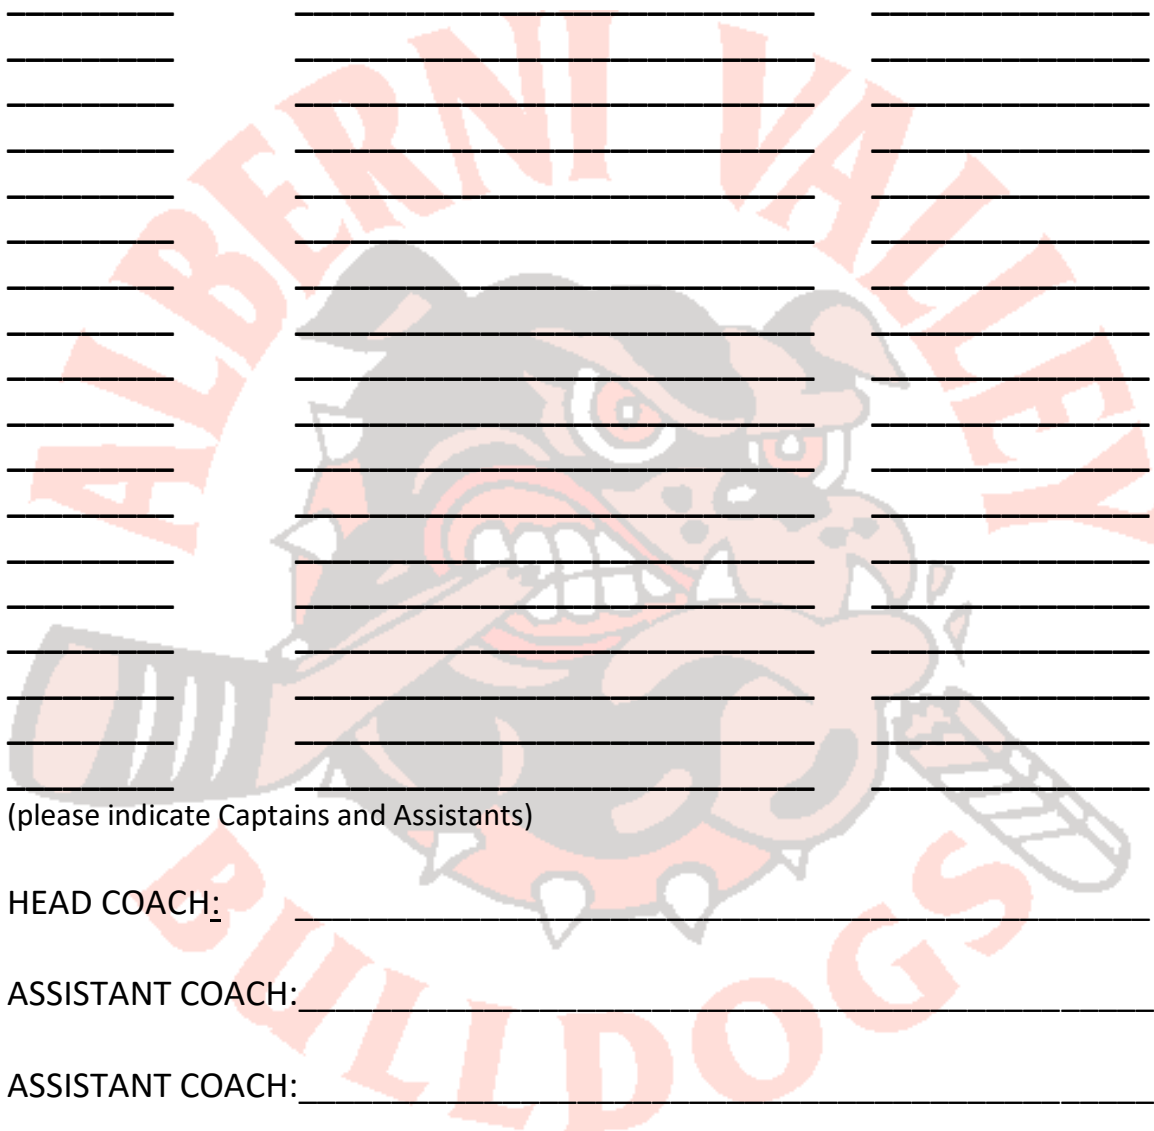 ALBERNI VALLEY
(please indicate Captains and Assistants)
HEAD COACH:
ASSISTANT COACH:
ASSISTANT COACH:
BULLDOGS